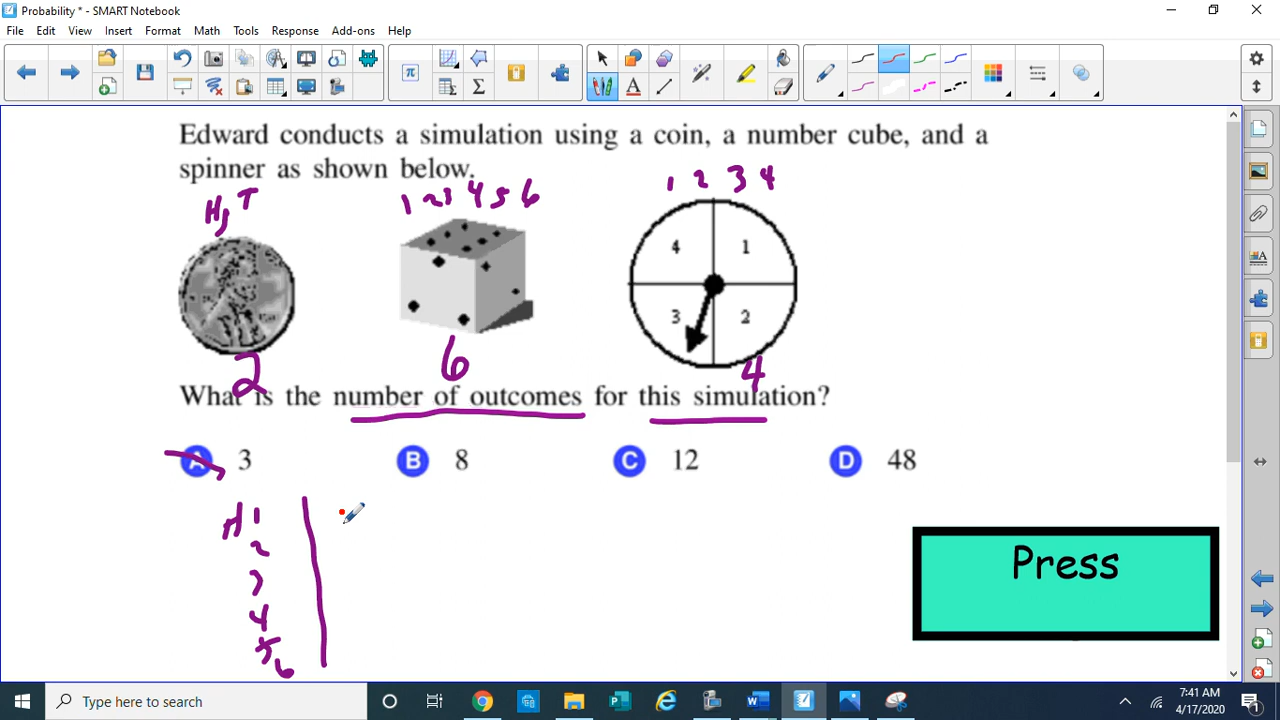 Probability * - SMART Notebook
File Edit View Insert Format Math Tools Response Add-ons Help
Edward conducts a simulation using a coin, a number cube, and a
spinner as shown below.
H, T
1 2 3 4 5 6
1 2 3 4
4 1
3 2
2
6
4
What is the number of outcomes for this simulation?
A 3 B 8 C 12 D 48
H 1
2
3
4
5
6
Press
Type here to search
7:41 AM
4/17/2020